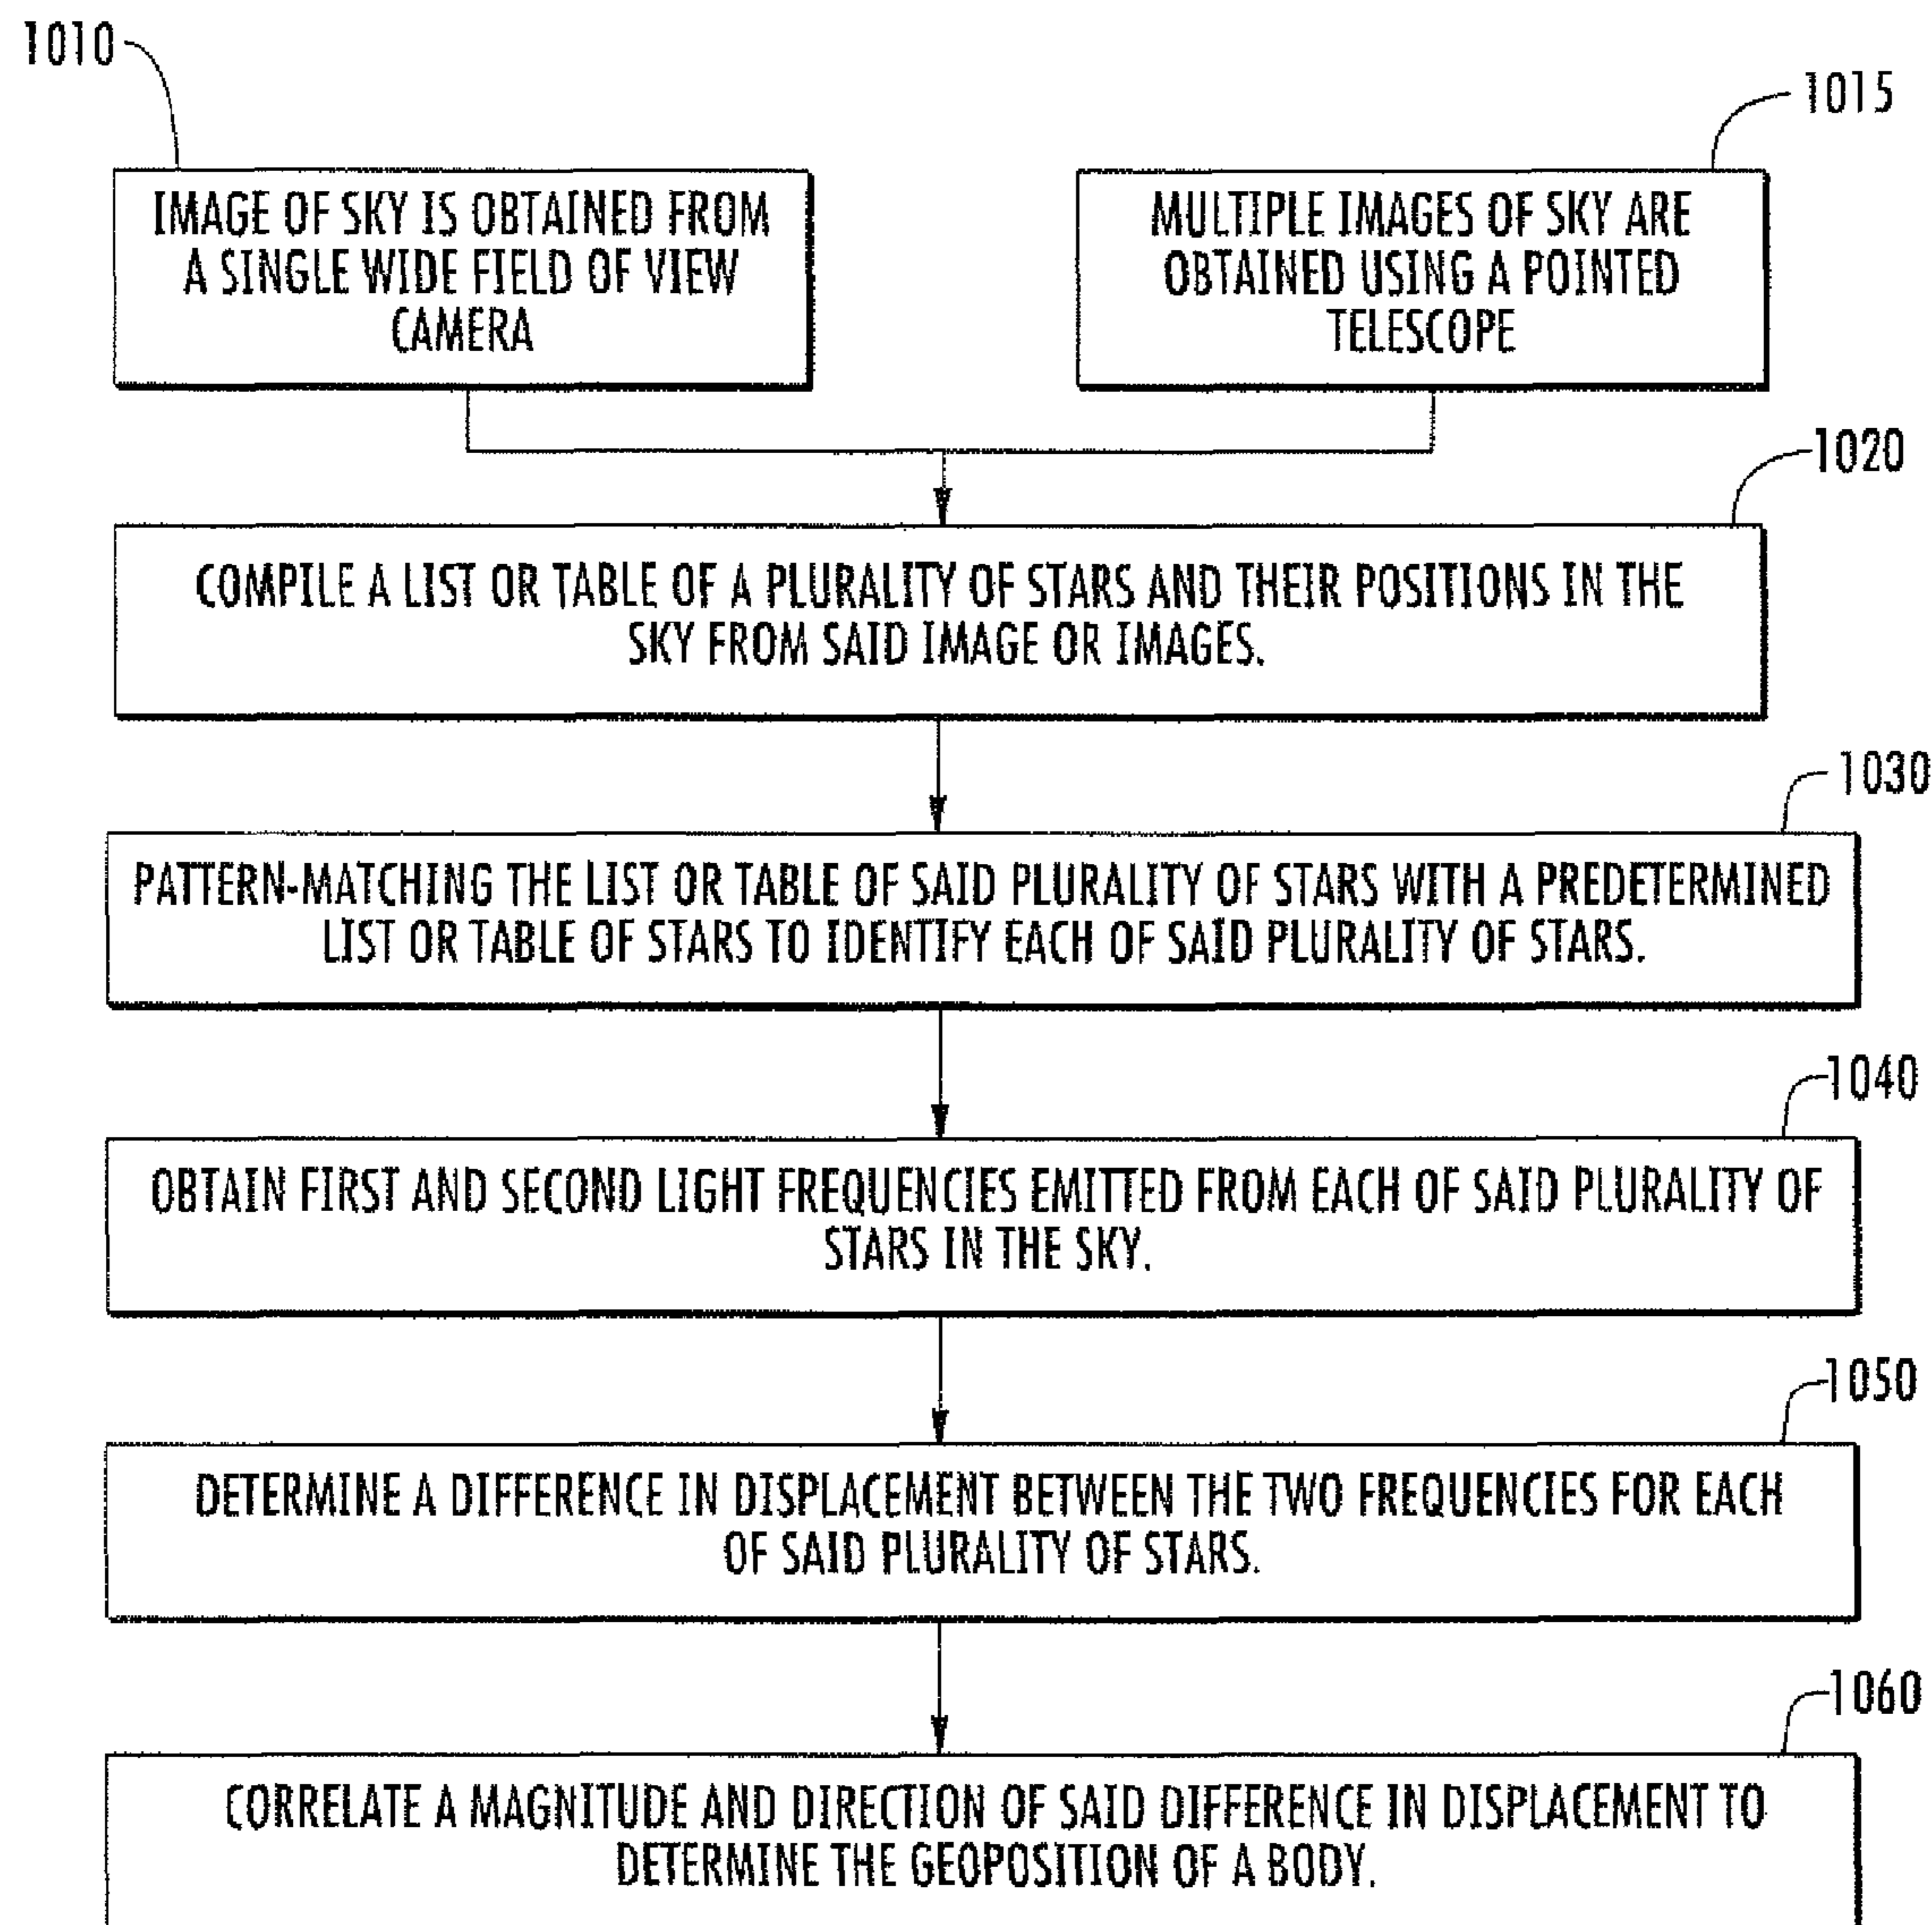 1010
1015
IMAGE OF SKY IS OBTAINED FROM
A SINGLE WIDE FIELD OF VIEW
CAMERA
MULTIPLE IMAGES OF SKY ARE
OBTAINED USING A POINTED
TELESCOPE
1020
COMPILE A LIST OR TABLE OF A PLURALITY OF STARS AND THEIR POSITIONS IN THE
SKY FROM SAID IMAGE OR IMAGES.
1030
PATTERN-MATCHING THE LIST OR TABLE OF SAID PLURALITY OF STARS WITH A PREDETERMINED
LIST OR TABLE OF STARS TO IDENTIFY EACH OF SAID PLURALITY OF STARS.
1040
OBTAIN FIRST AND SECOND LIGHT FREQUENCIES EMITTED FROM EACH OF SAID PLURALITY OF
STARS IN THE SKY.
1050
DETERMINE A DIFFERENCE IN DISPLACEMENT BETWEEN THE TWO FREQUENCIES FOR EACH
OF SAID PLURALITY OF STARS.
1060
CORRELATE A MAGNITUDE AND DIRECTION OF SAID DIFFERENCE IN DISPLACEMENT TO
DETERMINE THE GEOPOSITION OF A BODY.